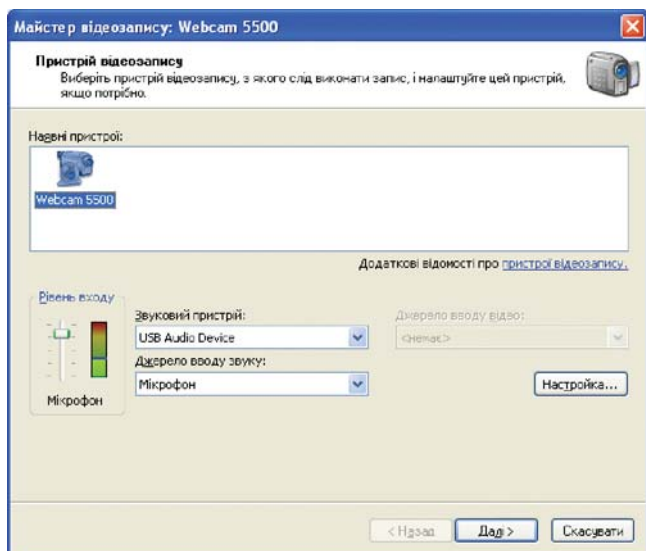 Майстер відеозапису: Webcam 5500
Пристрій відеозапису
Виберіть пристрій відеозапису, з якого слід виконати запис, і налаштуйте цей пристрій,
якщо потрібно.
Наявні пристрої:
Webcam 5500
Додаткові відомості про пристрої відеозапису.
Рівень входу
Мікрофон
Звуковий пристрій:
USB Audio Device
Джерело вводу звуку:
Мікрофон
Джерело вводу відео:
<немає>
Настройка...
< Назад
Далі >
Скасувати